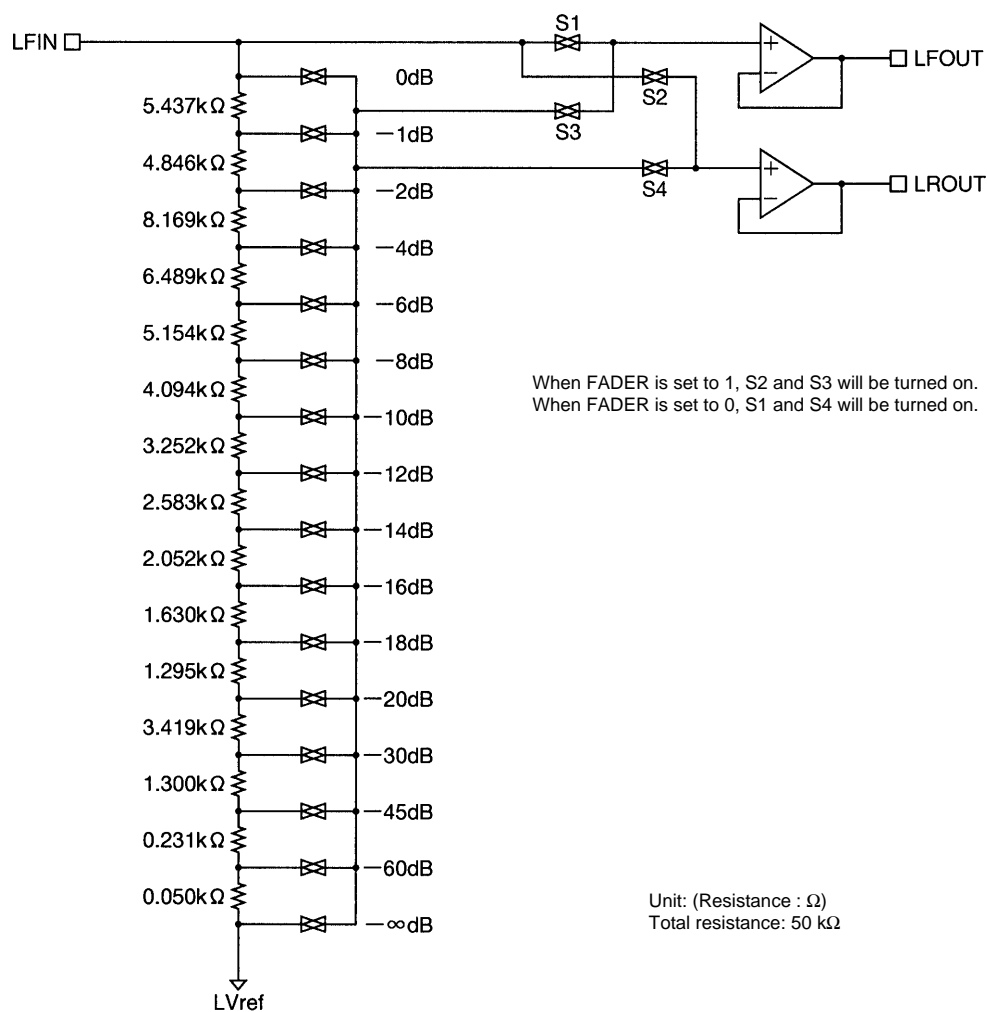 LFIN
S1
LFOUT
0dB
S2
5.437kΩ
S3
−1dB
4.846kΩ
S4
LROUT
−2dB
8.169kΩ
−4dB
6.489kΩ
−6dB
5.154kΩ
−8dB
4.094kΩ
When FADER is set to 1, S2 and S3 will be turned on.
When FADER is set to 0, S1 and S4 will be turned on.
−10dB
3.252kΩ
−12dB
2.583kΩ
−14dB
2.052kΩ
−16dB
1.630kΩ
−18dB
1.295kΩ
−20dB
3.419kΩ
−30dB
1.300kΩ
−45dB
0.231kΩ
−60dB
0.050kΩ
−∞dB
Unit: (Resistance : Ω)
Total resistance: 50 kΩ
LVref